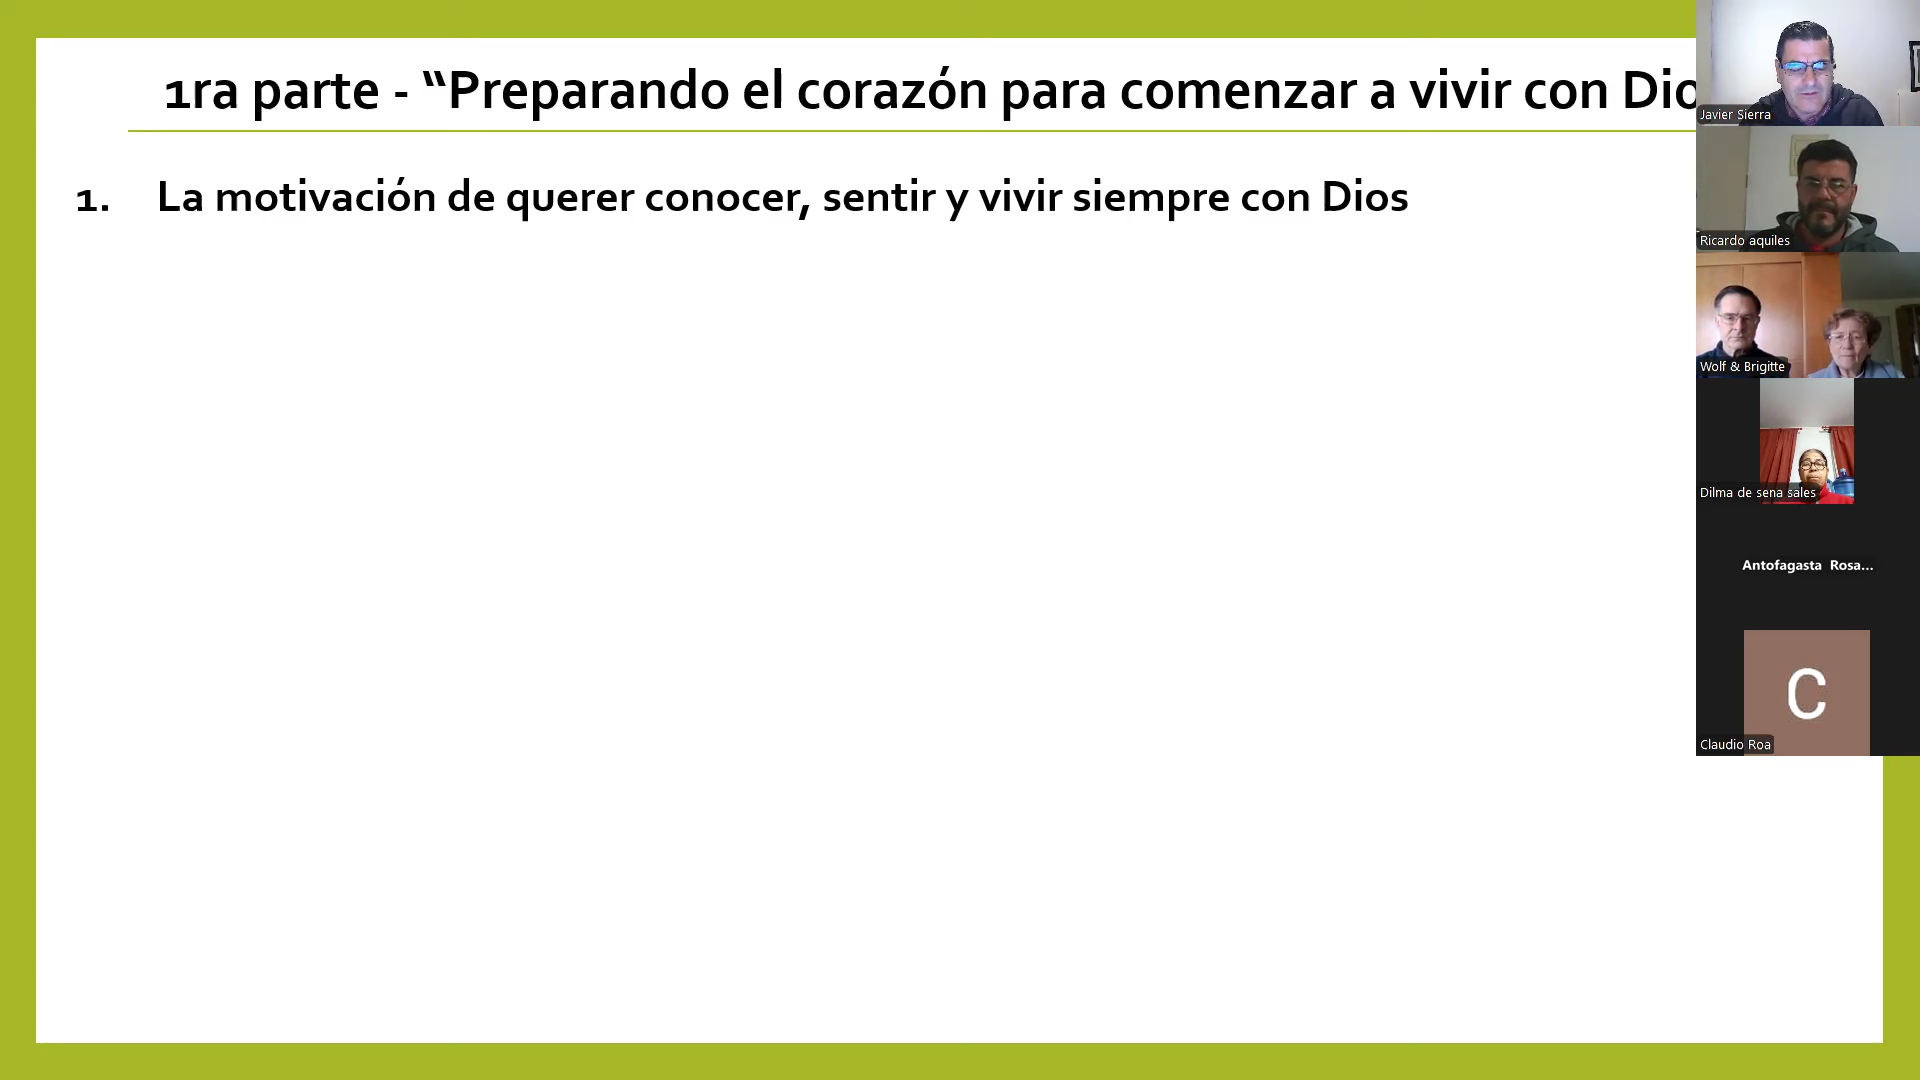 1ra parte - “Preparando el corazón para comenzar a vivir con Dio
1. La motivación de querer conocer, sentir y vivir siempre con Dios
Javier Sierra
Ricardo aquiles
Wolf & Brigitte
Dilma de sena sales
Antofagasta Rosa...
C
Claudio Roa